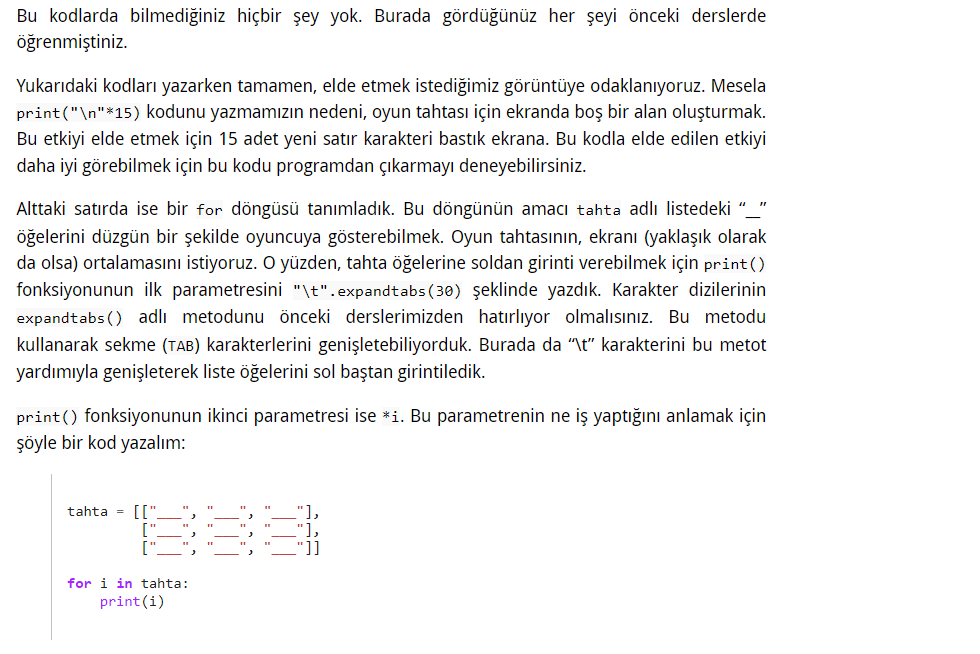 Bu kodlarda bilmediğiniz hiçbir şey yok. Burada gördüğünüz her şeyi önceki derslerde
öğrenmiştiniz.
Yukarıdaki kodları yazarken tamamen, elde etmek istediğimiz görüntüye odaklanıyoruz. Mesela
print("\n"*15) kodunu yazmamızın nedeni, oyun tahtası için ekranda boş bir alan oluşturmak.
Bu etkiyi elde etmek için 15 adet yeni satır karakteri bastık ekrana. Bu kodla elde edilen etkiyi
daha iyi görebilmek için bu kodu programdan çıkarmayı deneyebilirsiniz.
Alttaki satırda ise bir for döngüsü tanımladık. Bu döngünün amacı tahta adlı listedeki “__”
öğelerini düzgün bir şekilde oyuncuya gösterebilmek. Oyun tahtasının, ekranı (yaklaşık olarak
da olsa) ortalamasını istiyoruz. O yüzden, tahta öğelerine soldan girinti verebilmek için print()
fonksiyonunun ilk parametresini "\t".expandtabs(30) şeklinde yazdık. Karakter dizilerinin
expandtabs() adlı metodunu önceki derslerimizden hatırlıyor olmalısınız. Bu metodu
kullanarak sekme (TAB) karakterlerini genişletebiliyorduk. Burada da “\t” karakterini bu metot
yardımıyla genişleterek liste öğelerini sol baştan girintiledik.
print() fonksiyonunun ikinci parametresi ise *i. Bu parametrenin ne iş yaptığını anlamak için
şöyle bir kod yazalım:
tahta = [["___", "___", "___"],
["___", "___", "___"],
["___", "___", "___"]]
for i in tahta:
print(i)